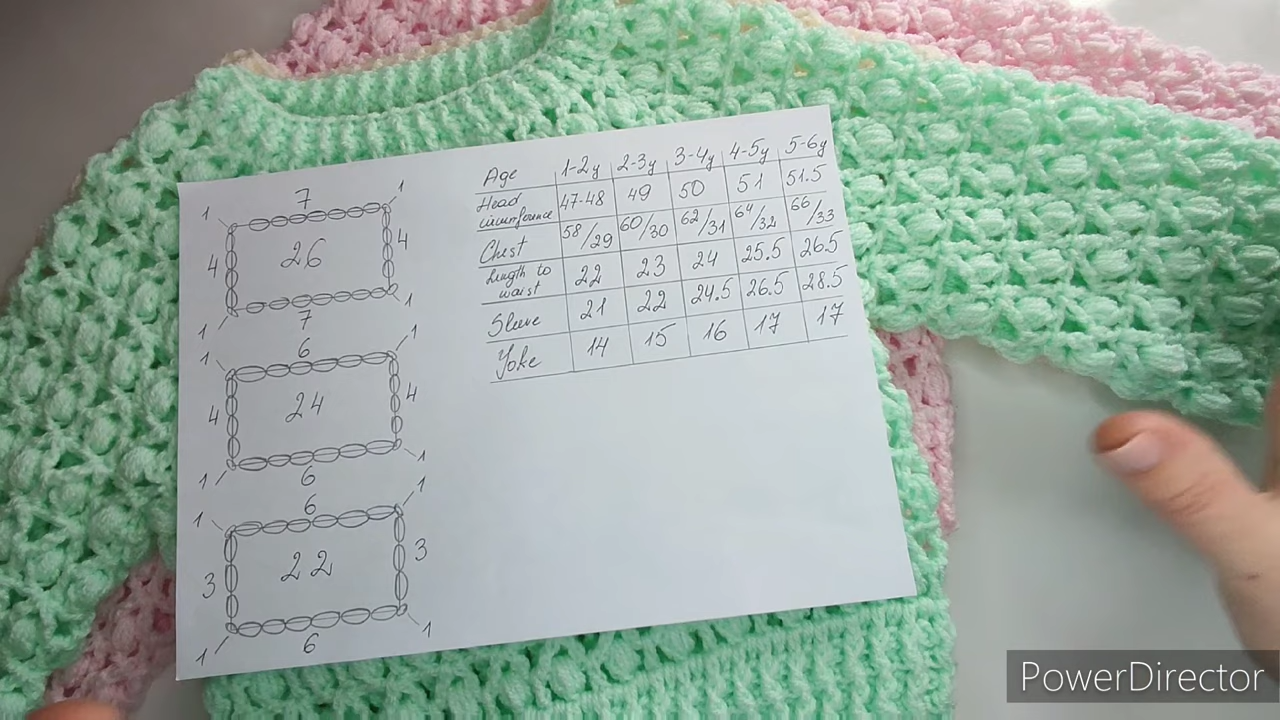 7
1 1
4 26 4
1 1
7
6
1 1
4 24 4
1 1
6
6
1 1
3 22 3
1 1
6
Age 1-2y 2-3y 3-4y 4-5y 5-6y
Head circumference 47-48 49 50 51 51.5
Chest 58/29 60/30 62/31 64/32 66/33
Length to waist 22 23 24 25.5 26.5
Sleeve 21 22 24.5 26.5 28.5
Yoke 14 15 16 17 17
PowerDirector